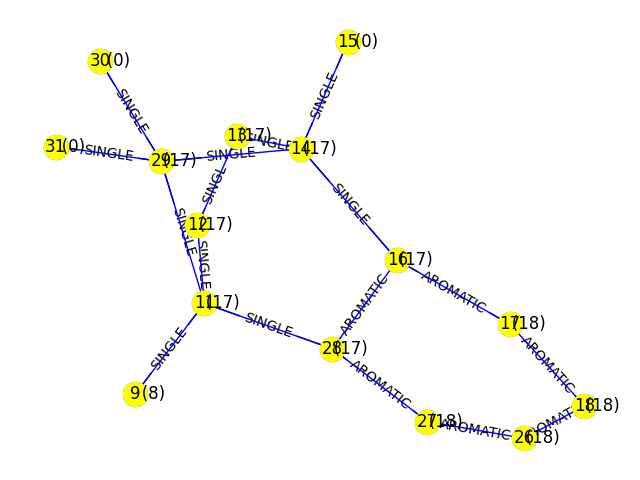 15(0)
30(0)
SINGLE
SINGLE
13(17)
SINGLE
14(17)
31(0)
SINGLE
SINGLE
29(17)
SINGLE
SINGLE
SINGLE
12(17)
SINGLE
16(17)
AROMATIC
AROMATIC
11(17)
SINGLE
17(18)
SINGLE
28(17)
AROMATIC
AROMATIC
9(8)
18(18)
27(18)
AROMATIC
AROMATIC
26(18)